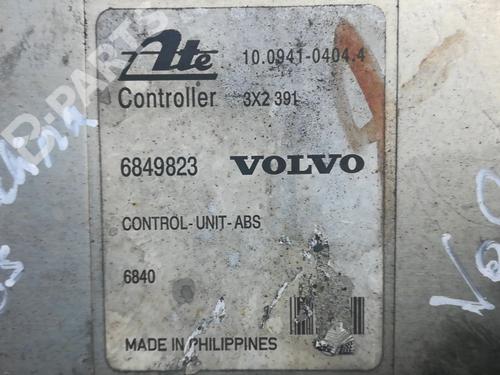 Ate 10.0941-0404.4
Controller 3X2 391
6849823 VOLVO
CONTROL-UNIT-ABS
6840
MADE IN PHILIPPINES